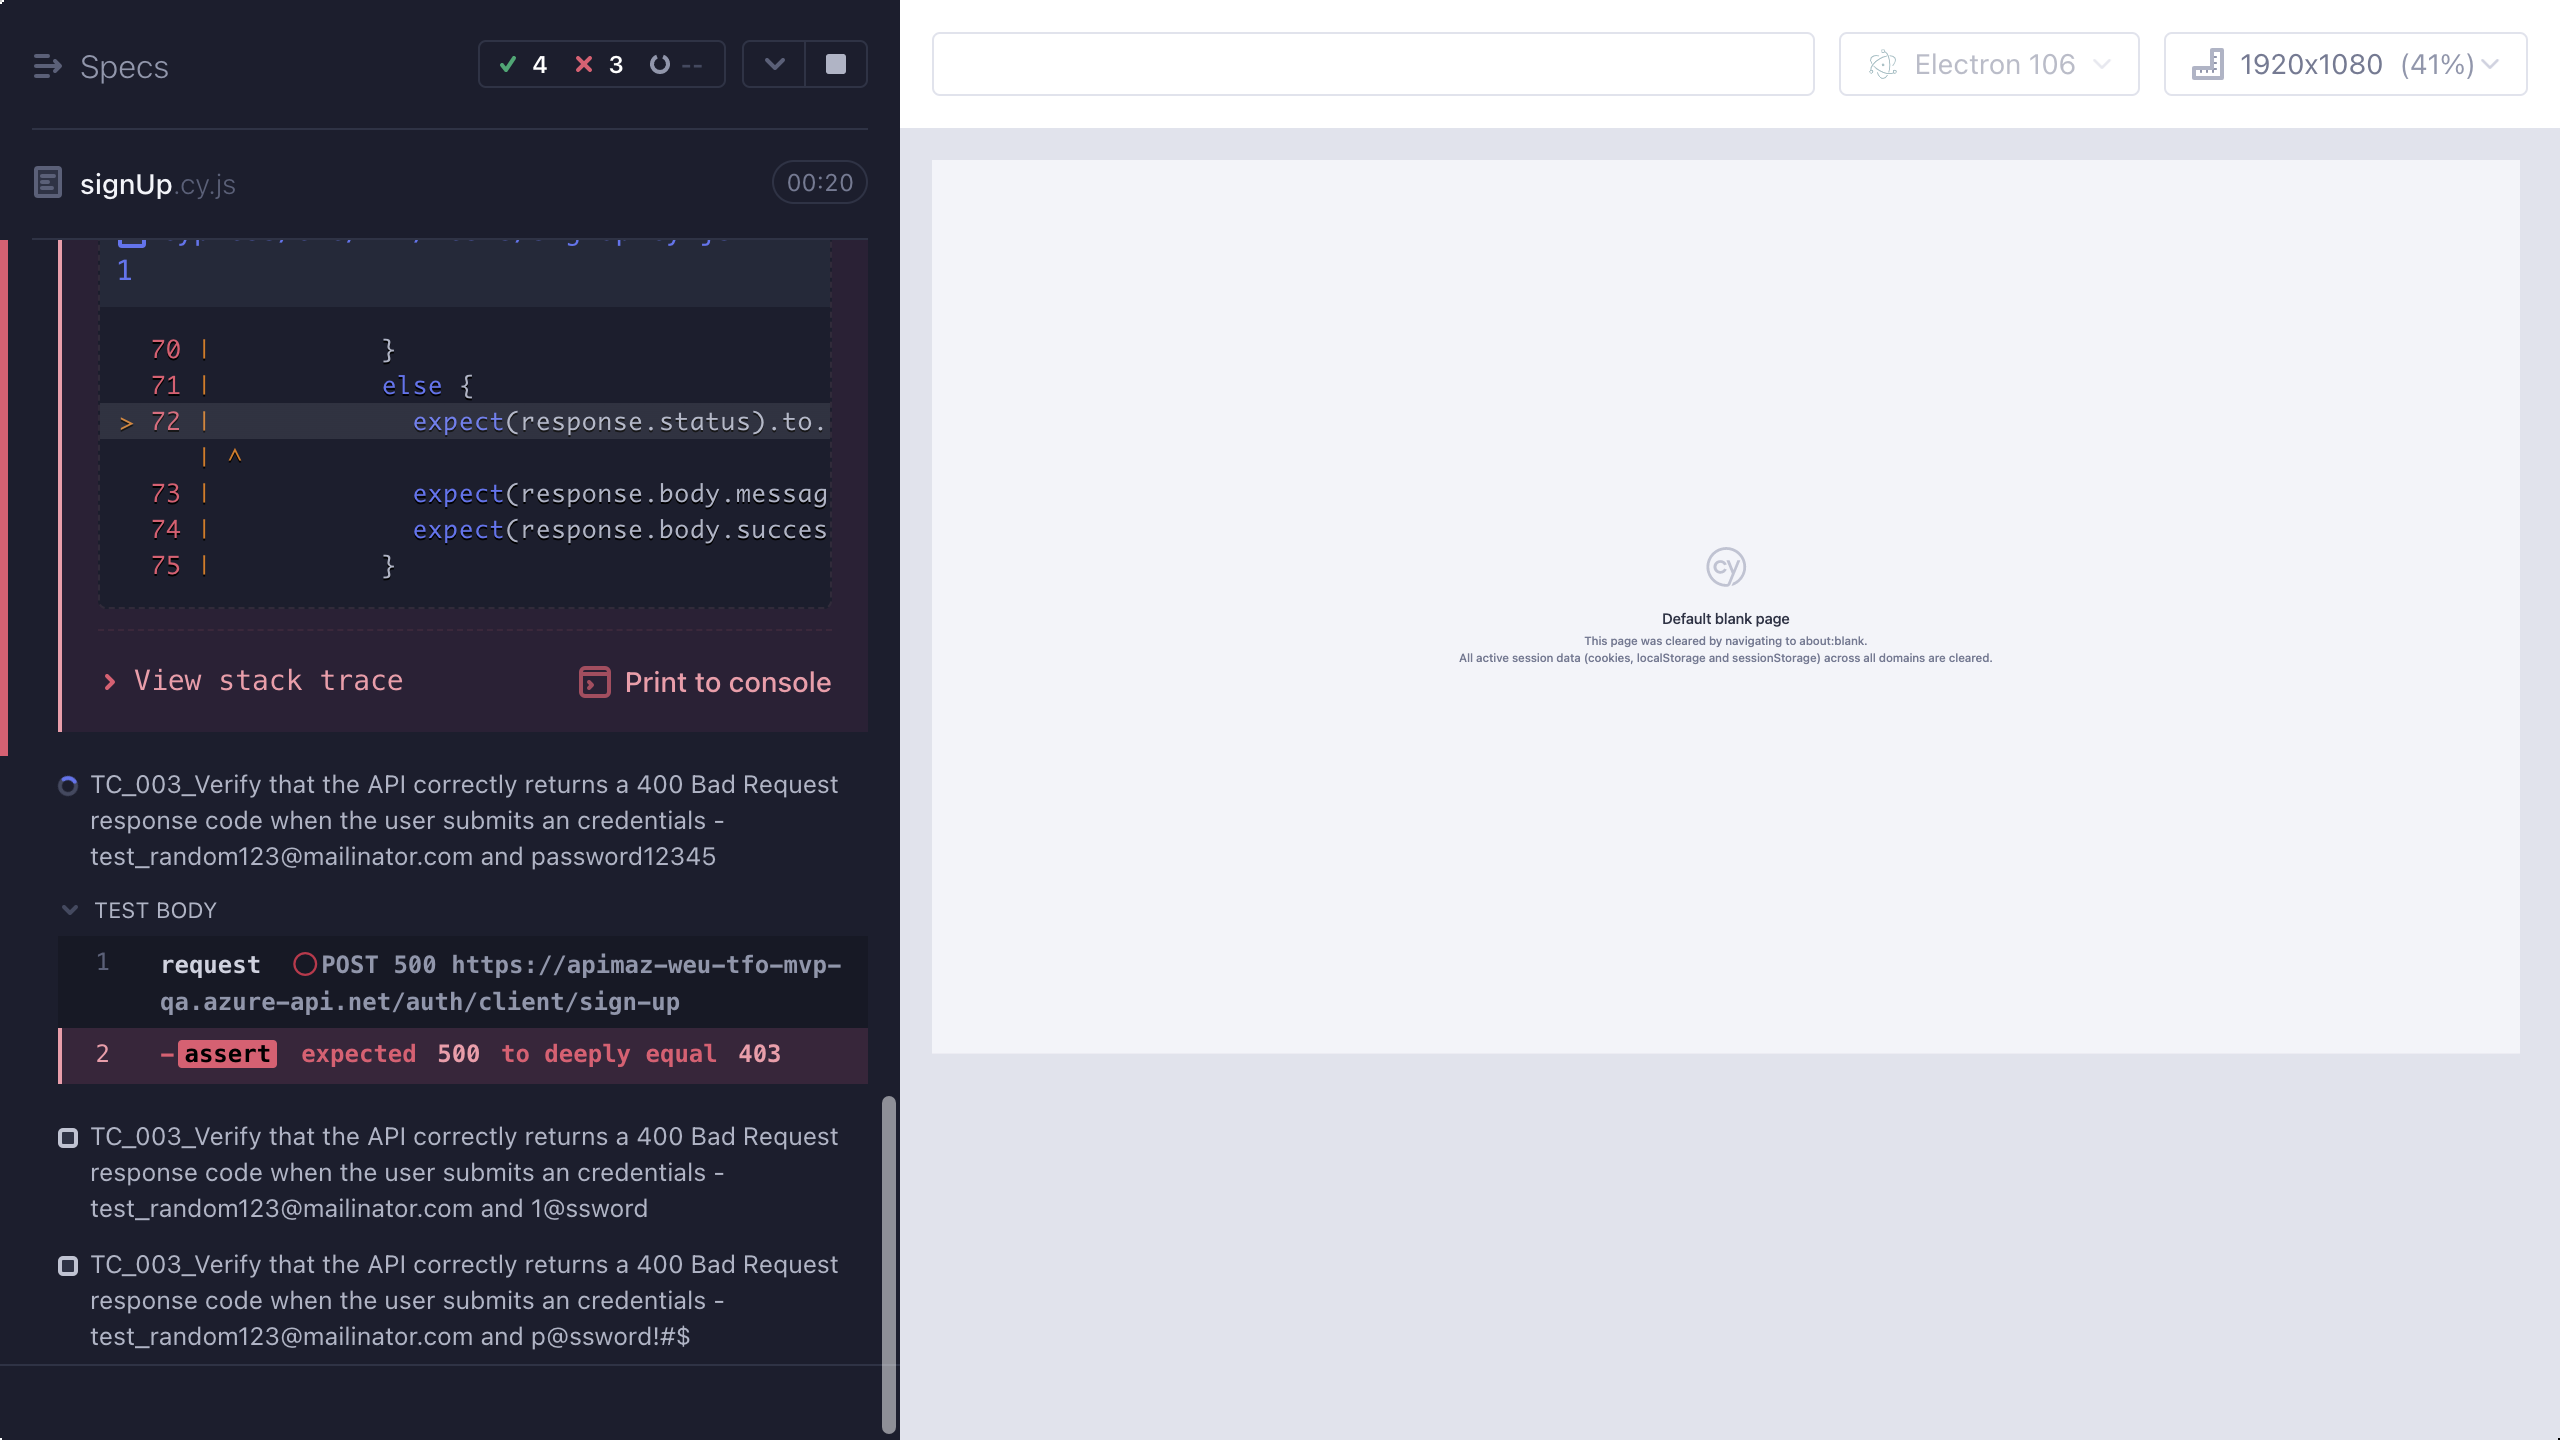 Specs
4 3 --
signUp.cy.js
00:20
1
70 | }
71 | else {
> 72 | expect(response.status).to.
| ^
73 | expect(response.body.messag
74 | expect(response.body.succes
75 | }
View stack trace
Print to console
TC_003_Verify that the API correctly returns a 400 Bad Request
response code when the user submits an credentials -
test_random123@mailinator.com and password12345
TEST BODY
1 request POST 500 https://apimaz-weu-tfo-mvp-
qa.azure-api.net/auth/client/sign-up
2 -assert expected 500 to deeply equal 403
TC_003_Verify that the API correctly returns a 400 Bad Request
response code when the user submits an credentials -
test_random123@mailinator.com and 1@ssword
TC_003_Verify that the API correctly returns a 400 Bad Request
response code when the user submits an credentials -
test_random123@mailinator.com and p@ssword!#$
Electron 106
1920x1080 (41%)
cy
Default blank page
This page was cleared by navigating to about:blank.
All active session data (cookies, localStorage and sessionStorage) across all domains are cleared.